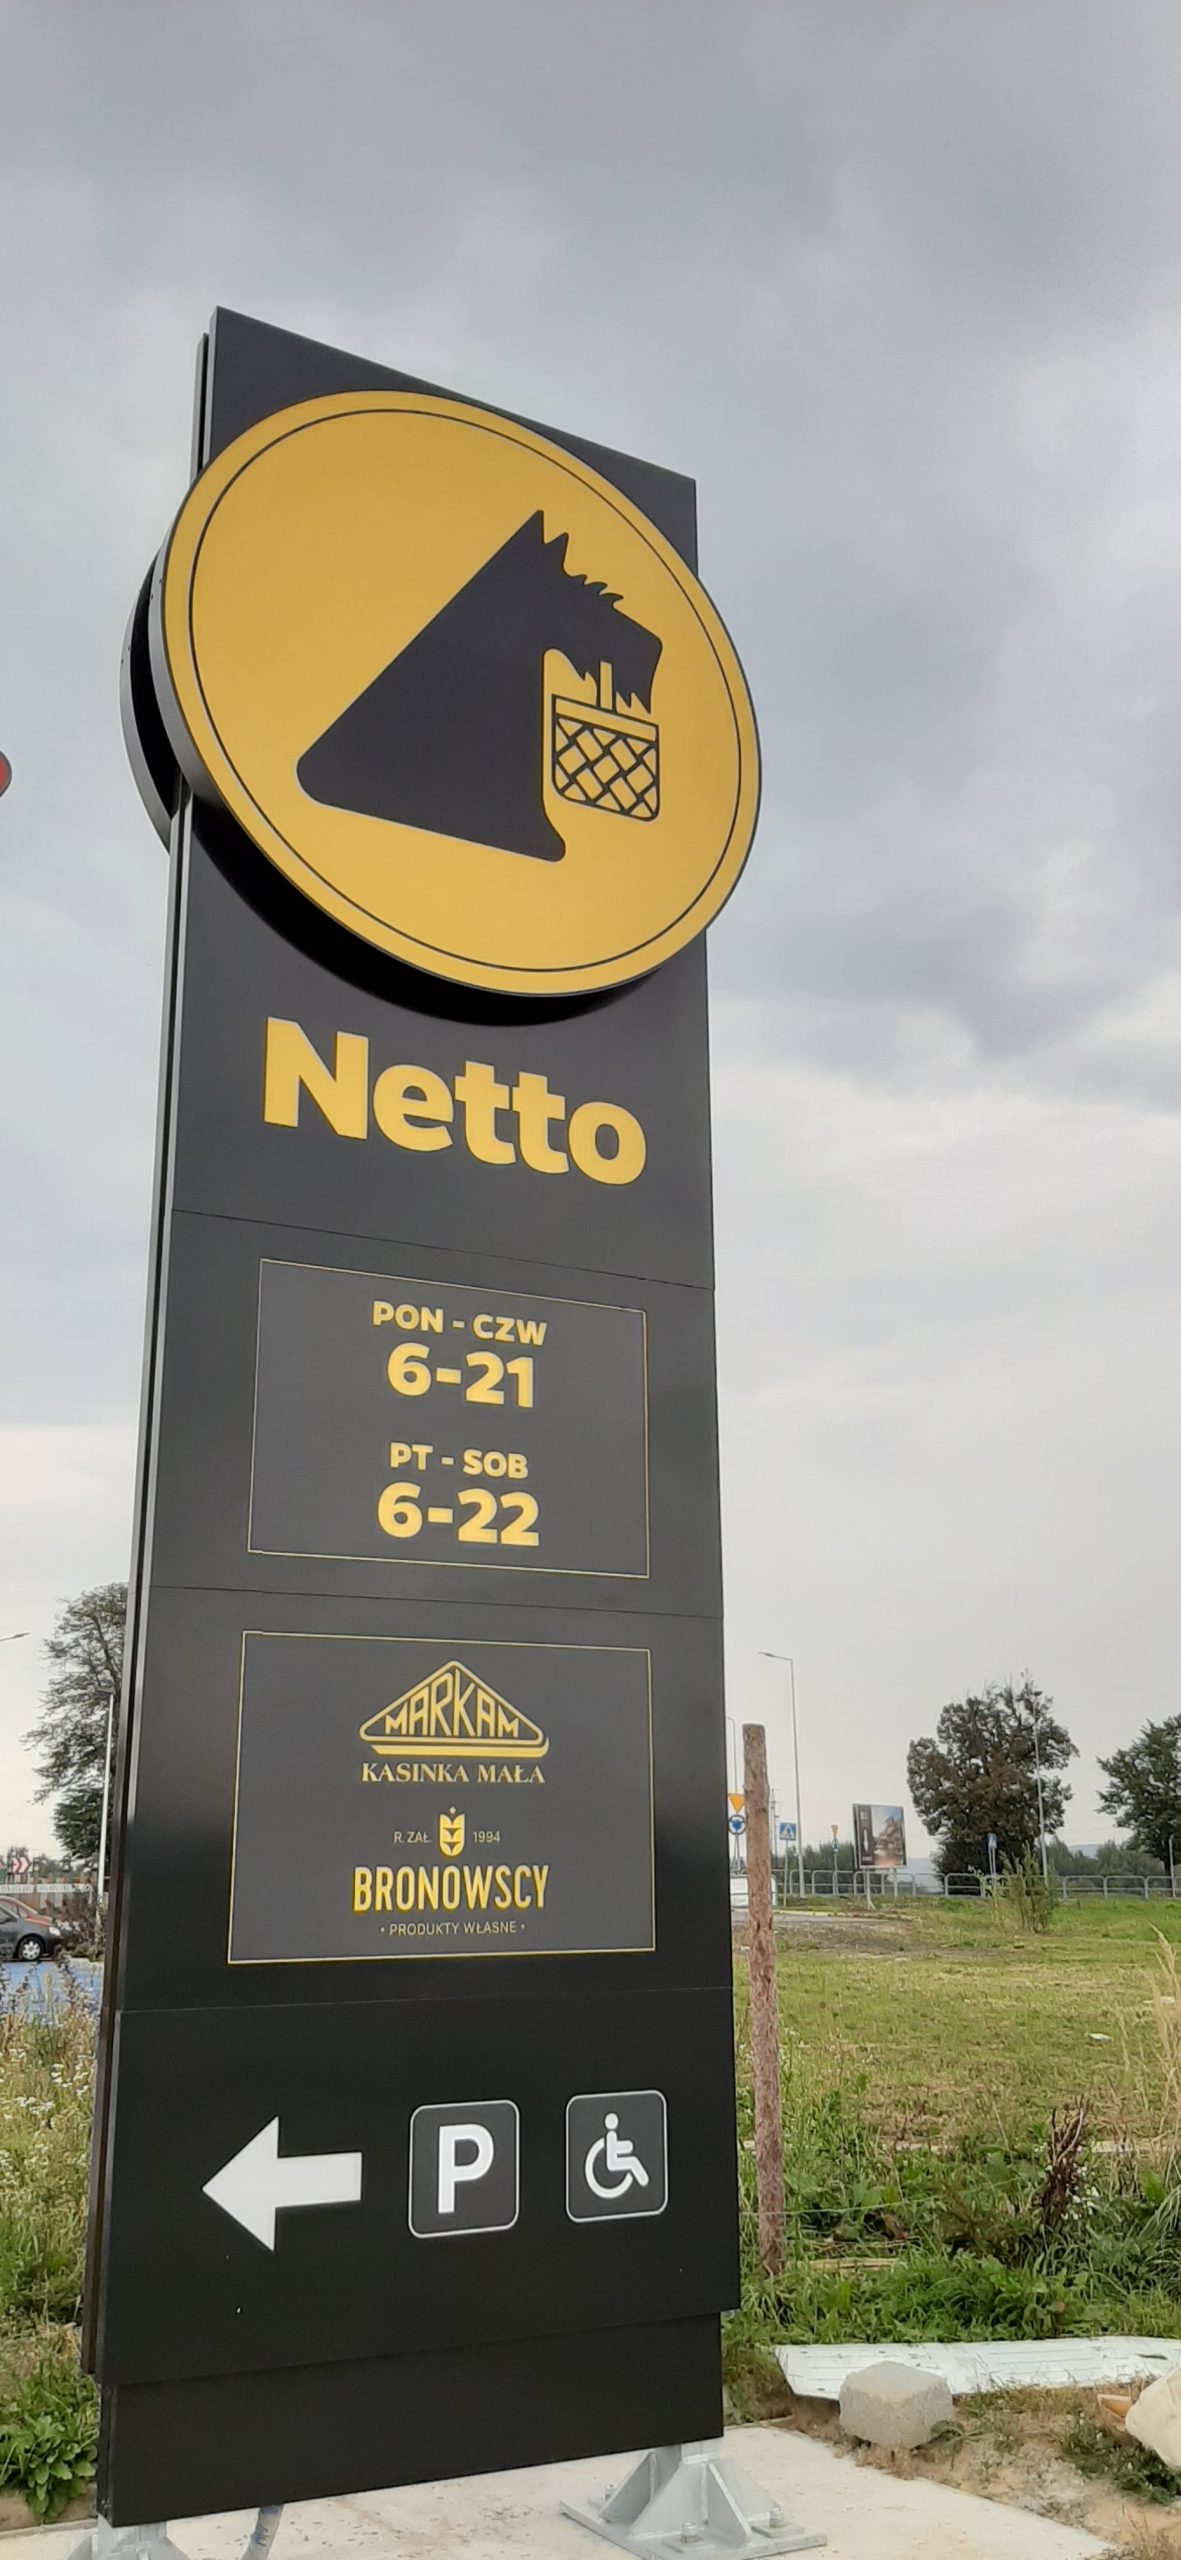 Netto
PON - CZW
6-21
PT - SOB
6-22
MARKAM
KASINKA MAŁA
R. ZAŁ. 1994
BRONOWSCY
• PRODUKTY WŁASNE •
P